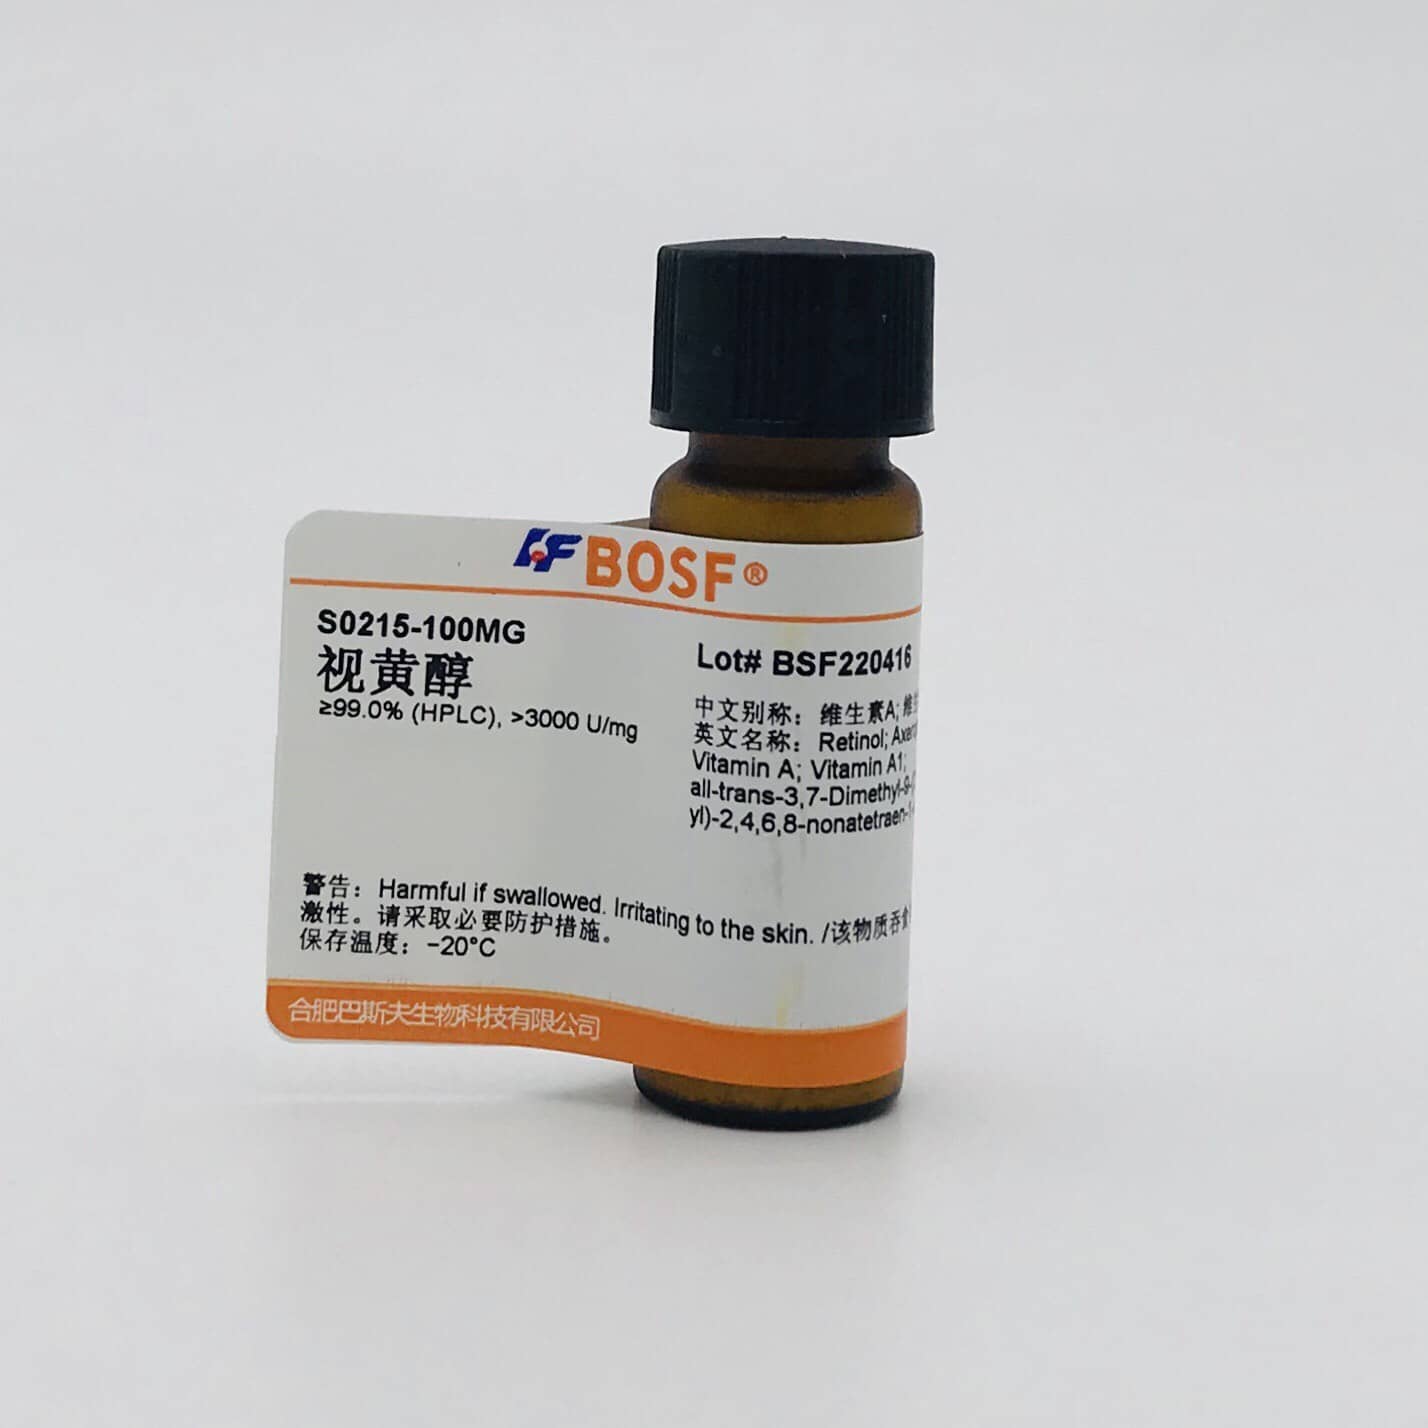 BOSF®
S0215-100MG
视黄醇
≥99.0% (HPLC), >3000 U/mg
Lot# BSF220416
中文别称： 维生素A;
英文名称： Retinol;
Vitamin A; Vitamin A1;
all-trans-3,7-Dimethyl-9-
yl)-2,4,6,8-nonatetraen-1-
警告：Harmful if swallowed. Irritating to the skin. /该物质吞食
激性。请采取必要防护措施。
保存温度：-20°C
合肥巴斯夫生物科技有限公司